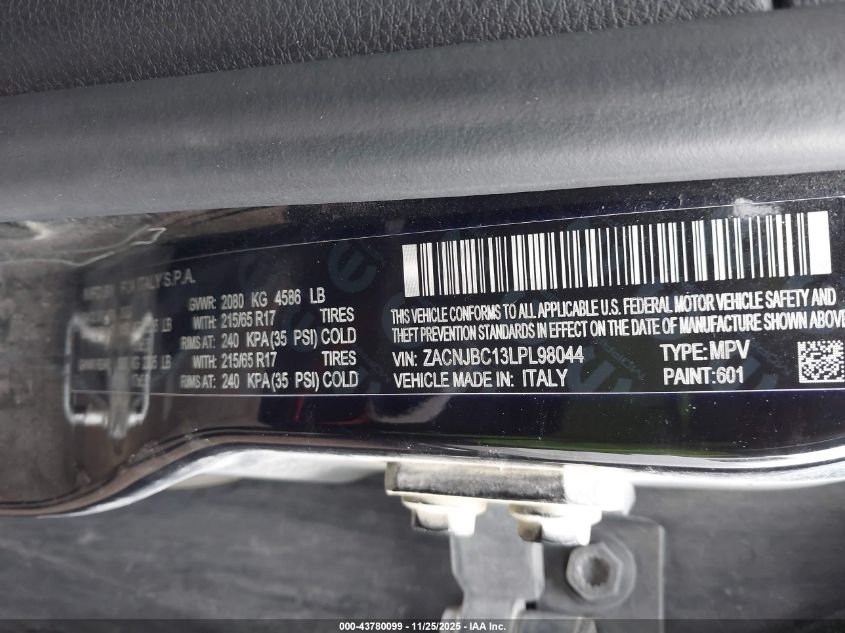 ITALY S.P.A.
GVWR: 2080 KG 4586 LB
LB WITH: 215/65 R17 TIRES
RIMS AT: 240 KPA (35 PSI) COLD
LB WITH: 215/65 R17 TIRES
RIMS AT: 240 KPA (35 PSI) COLD
THIS VEHICLE CONFORMS TO ALL APPLICABLE U.S. FEDERAL MOTOR VEHICLE SAFETY AND
THEFT PREVENTION STANDARDS IN EFFECT ON THE DATE OF MANUFACTURE SHOWN ABOVE
VIN: ZACNJBC13LPL98044 TYPE: MPV
VEHICLE MADE IN: ITALY PAINT: 601
000-43780099 - 11/25/2025 - IAA Inc.